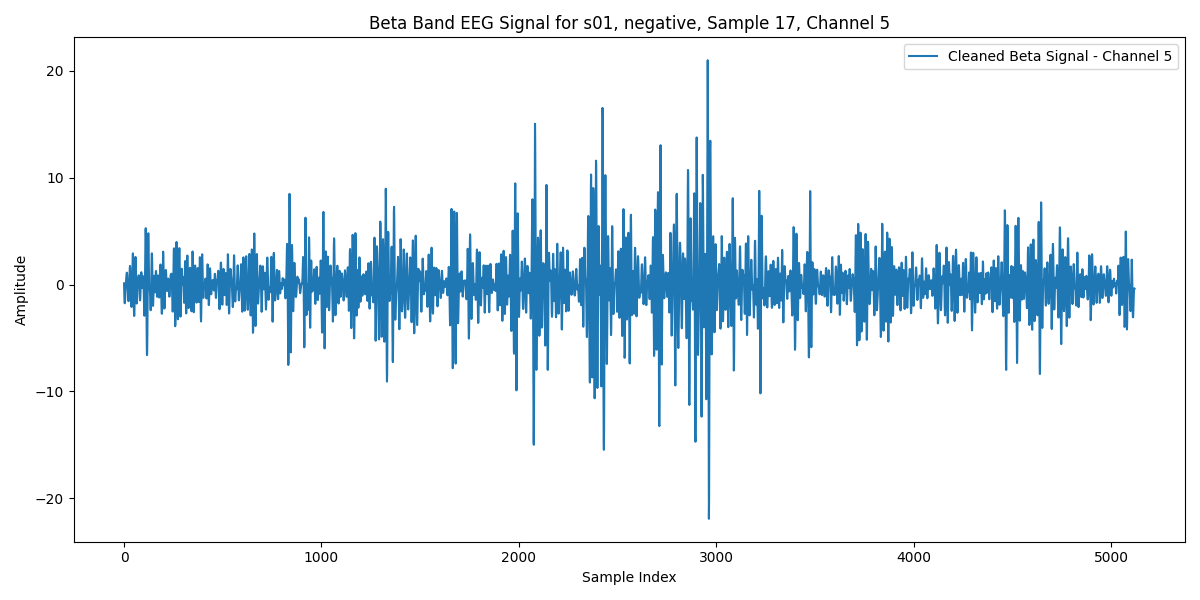 Beta Band EEG Signal for s01, negative, Sample 17, Channel 5
Cleaned Beta Signal - Channel 5
20
10
0
−10
−20
Amplitude
0 1000 2000 3000 4000 5000
Sample Index